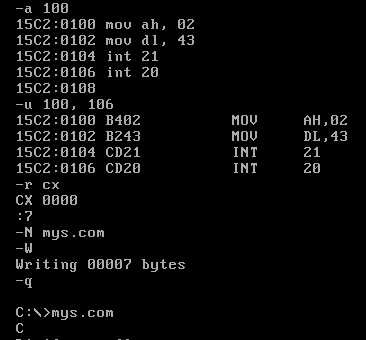 -a 100
15C2:0100 mov ah, 02
15C2:0102 mov dl, 43
15C2:0104 int 21
15C2:0106 int 20
15C2:0108
-u 100, 106
15C2:0100 B402 MOV AH,02
15C2:0102 B243 MOV DL,43
15C2:0104 CD21 INT 21
15C2:0106 CD20 INT 20
-r cx
CX 0000
:7
-N mys.com
-W
Writing 00007 bytes
-q
C:\>mys.com
C